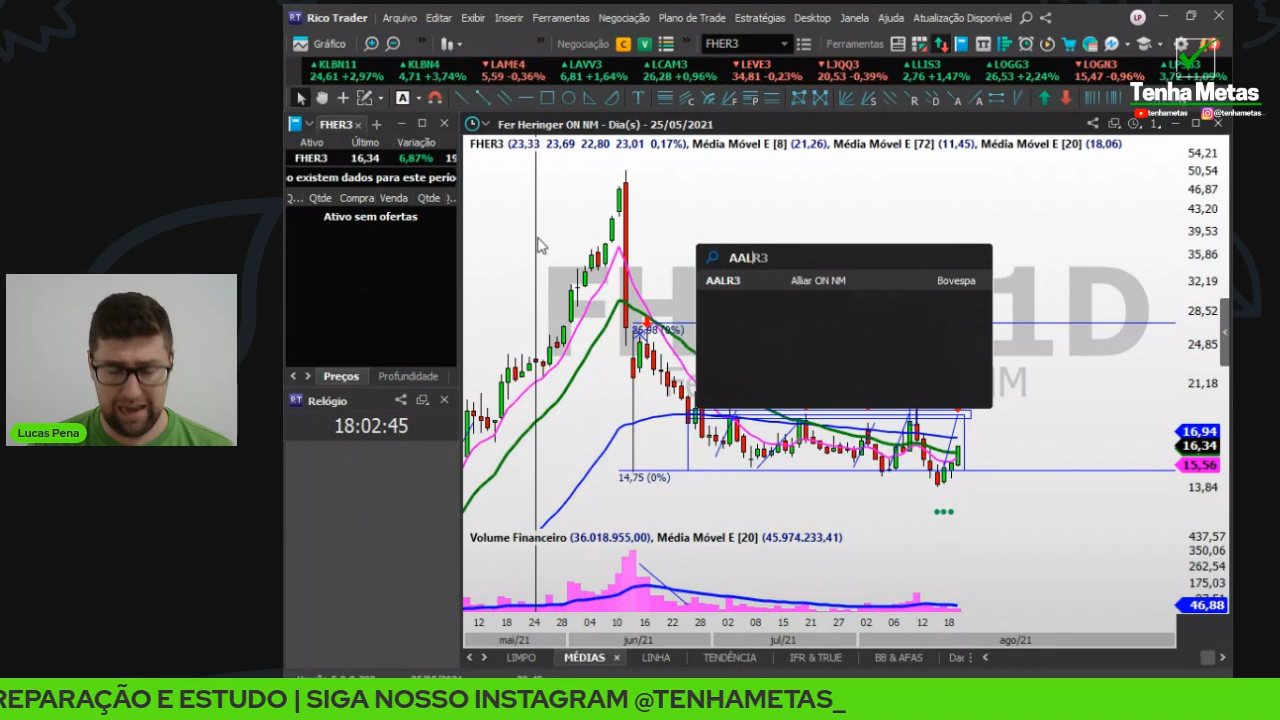 Rico Trader Arquivo Editar Exibir Inserir Ferramentas Negociação Plano de Trade Estratégias Desktop Janela Ajuda Atualização Disponível LP
Gráfico » » Negociação C V » FHER3 Ferramentas
KLBN11 KLBN4 LAME4 LAVV3 LCAM3 LEVE3 LJQQ3 LLIS3 LOGG3 LOGN3
24,61 +2,97% 4,71 +3,74% 5,59 -0,36% 6,81 +1,64% 26,28 +0,96% 34,81 -0,23% 20,53 -0,39% 2,76 +1,47% 26,53 +2,24% 15,47 -0,96%
Tenha Metas
tenhametas @tenhametas_
FHER3
Ativo Último Variação
FHER3 16,34 6,87%
o existem dados para este perío
Q... Qtde Compra Venda Qtde
Ativo sem ofertas
Preços Profundidade
Relógio
18:02:45
Fer Heringer ON NM - Dia(s) - 25/05/2021
FHER3 (23,33 23,69 22,80 23,01 0,17%), Média Móvel E [8] (21,26), Média Móvel E [72] (11,45), Média Móvel E [20] (18,06)
AALR3
AALR3 Alliar ON NM Bovespa
26,98 (0%)
14,75 (0%)
54,21
50,54
46,87
43,20
39,53
35,86
32,19
28,52
24,85
21,18
16,94
16,34
15,56
13,84
Volume Financeiro (36.018.955,00), Média Móvel E [20] (45.974.233,41)
437,57
350,06
262,54
175,03
46,88
12 18 24 28 04 10 16 22 28 02 08 15 21 27 02 06 12 18
mai/21 jun/21 jul/21 ago/21
LIMPO MÉDIAS LINHA TENDÊNCIA IFR & TRUE BB & AFAS
Lucas Pena
REPARAÇÃO E ESTUDO | SIGA NOSSO INSTAGRAM @TENHAMETAS_